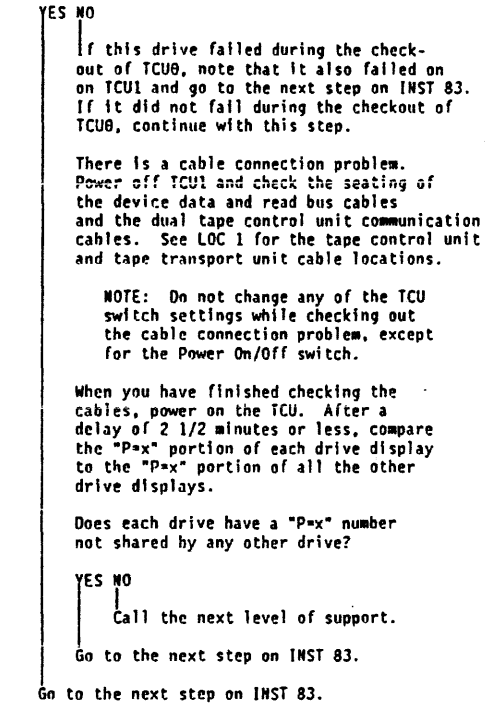 YES NO
If this drive failed during the check-
out of TCU0, note that it also failed on
on TCU1 and go to the next step on INST 83.
If it did not fail during the checkout of
TCU0, continue with this step.
There is a cable connection problem.
Power off TCU1 and check the seating of
the device data and read bus cables
and the dual tape control unit communication
cables. See LOC 1 for the tape control unit
and tape transport unit cable locations.
NOTE: Do not change any of the TCU
switch settings while checking out
the cable connection problem, except
for the Power On/Off switch.
When you have finished checking the
cables, power on the TCU. After a
delay of 2 1/2 minutes or less, compare
the "P=x" portion of each drive display
to the "P=x" portion of all the other
drive displays.
Does each drive have a "P=x" number
not shared by any other drive?
YES NO
Call the next level of support.
Go to the next step on INST 83.
Go to the next step on INST 83.